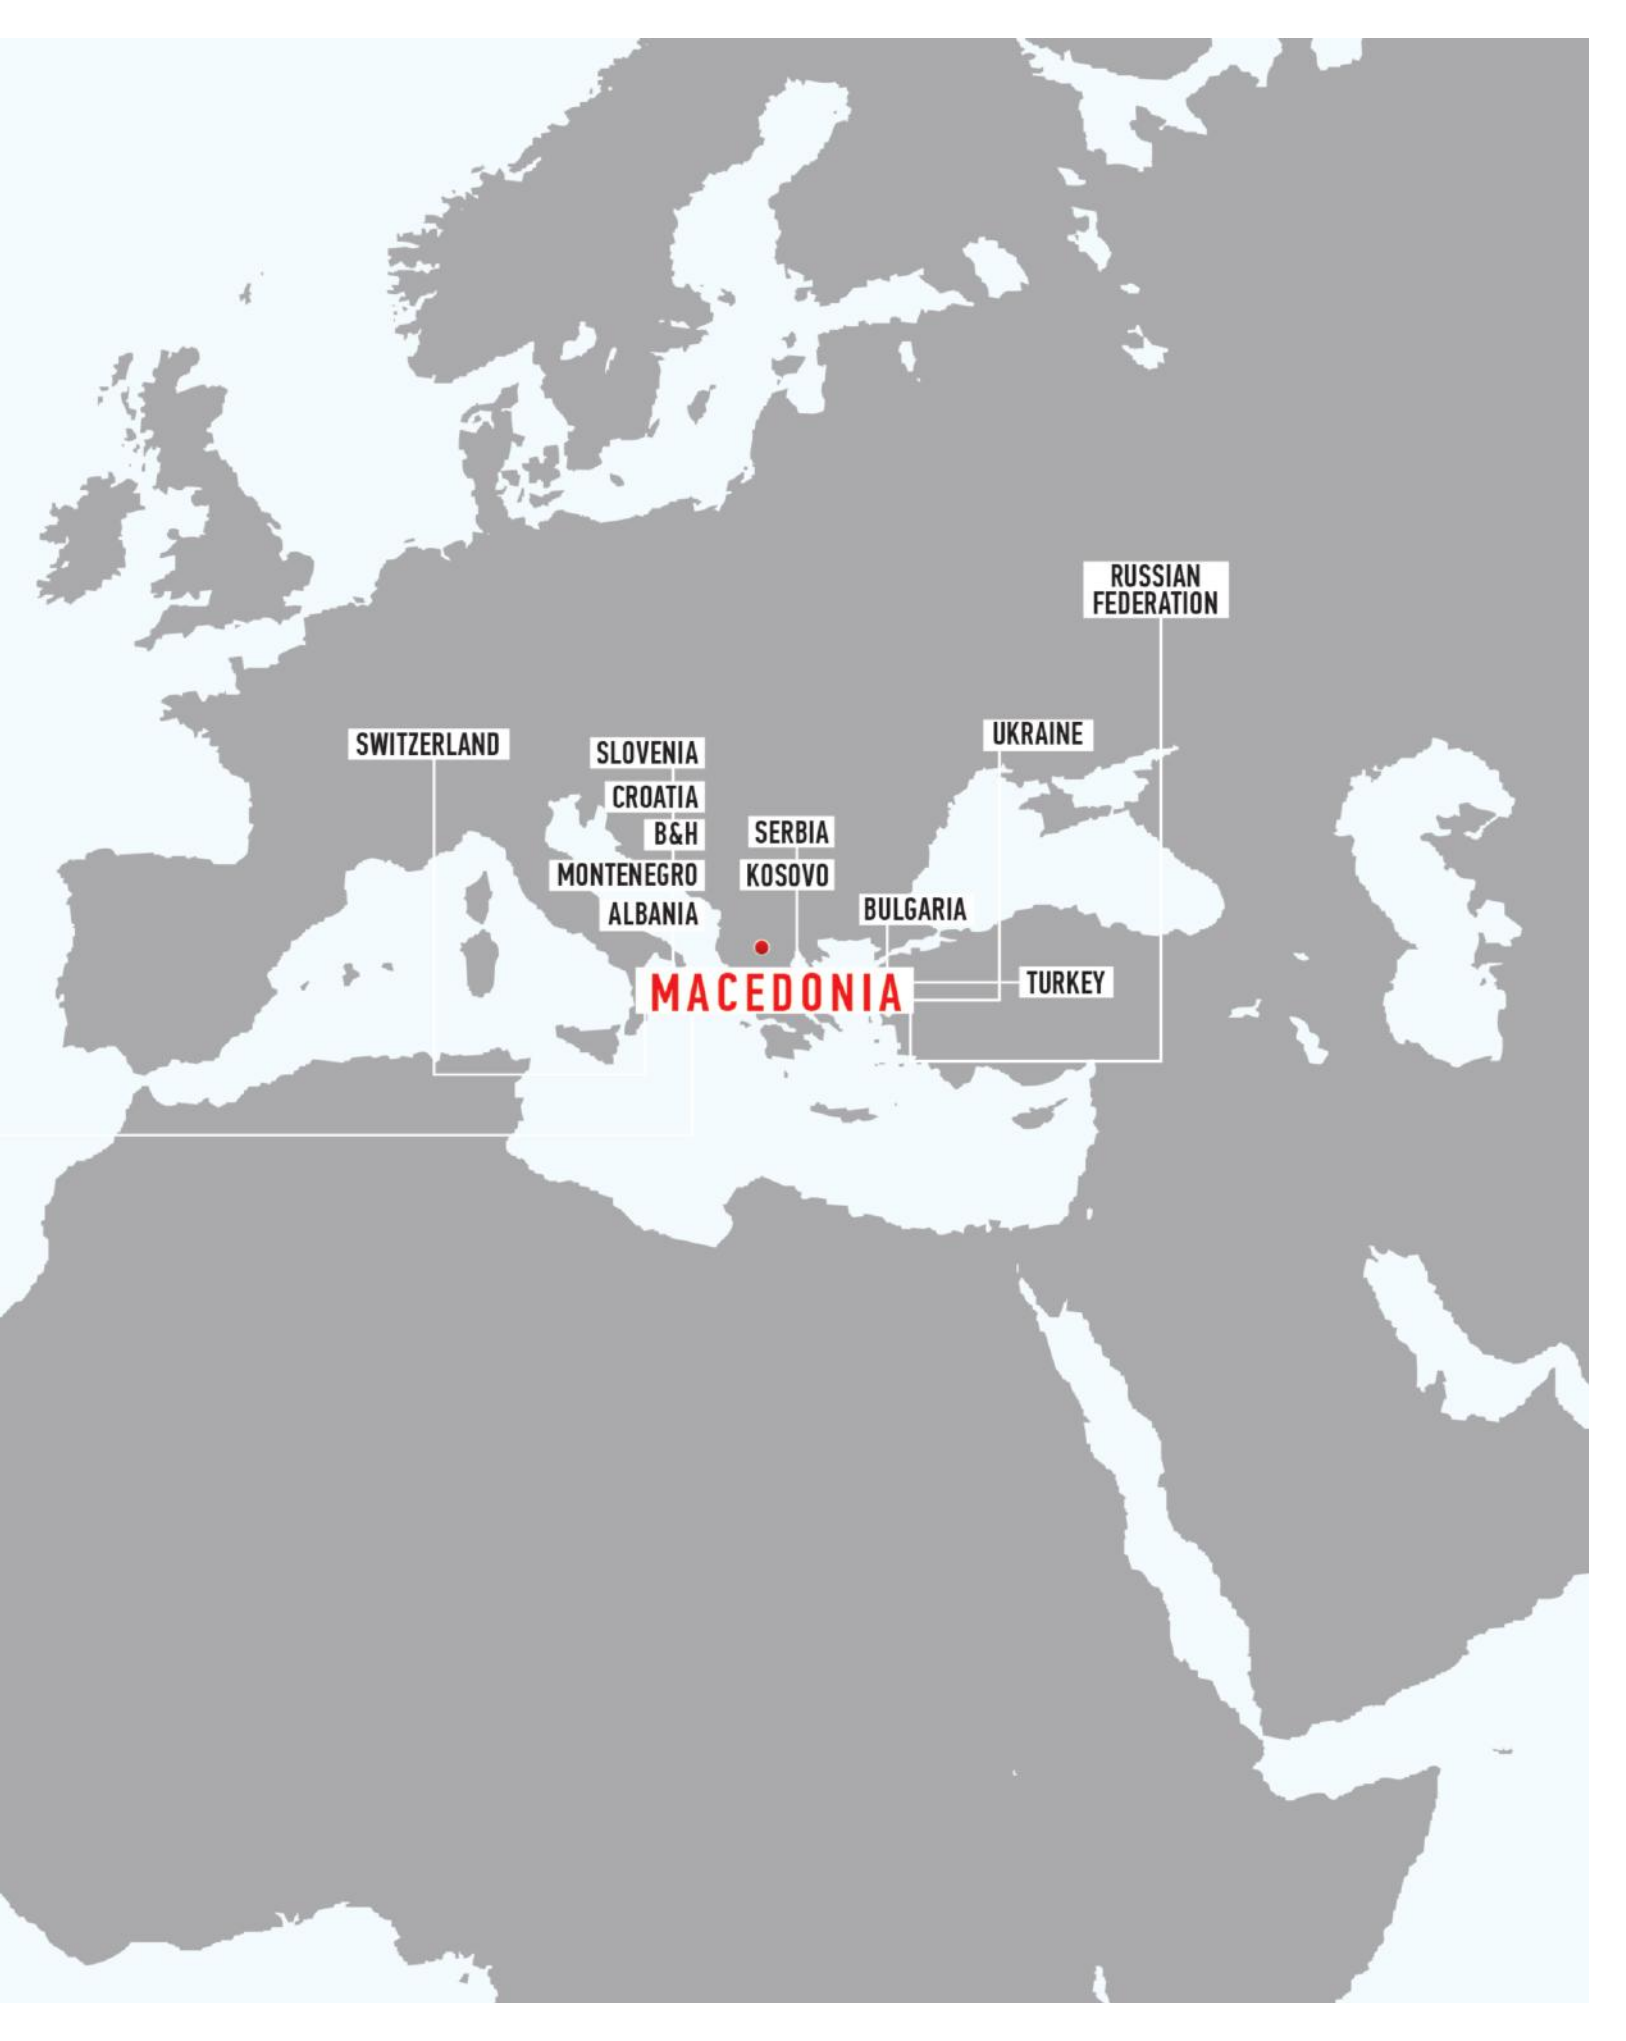 RUSSIAN
FEDERATION
UKRAINE
SWITZERLAND
SLOVENIA
CROATIA
B&H
SERBIA
MONTENEGRO
KOSOVO
ALBANIA
BULGARIA
TURKEY
MACEDONIA